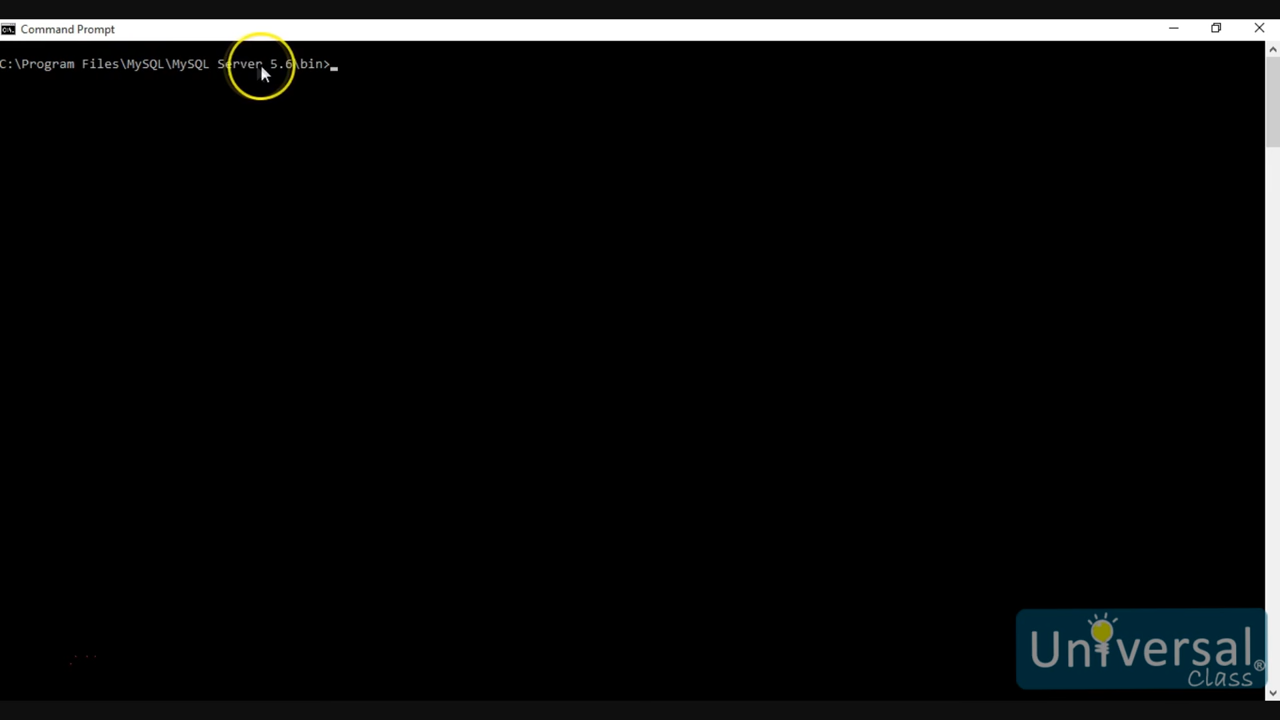 Command Prompt
C:\Program Files\MySQL\MySQL Server 5.6\bin>
Universal
Class
®